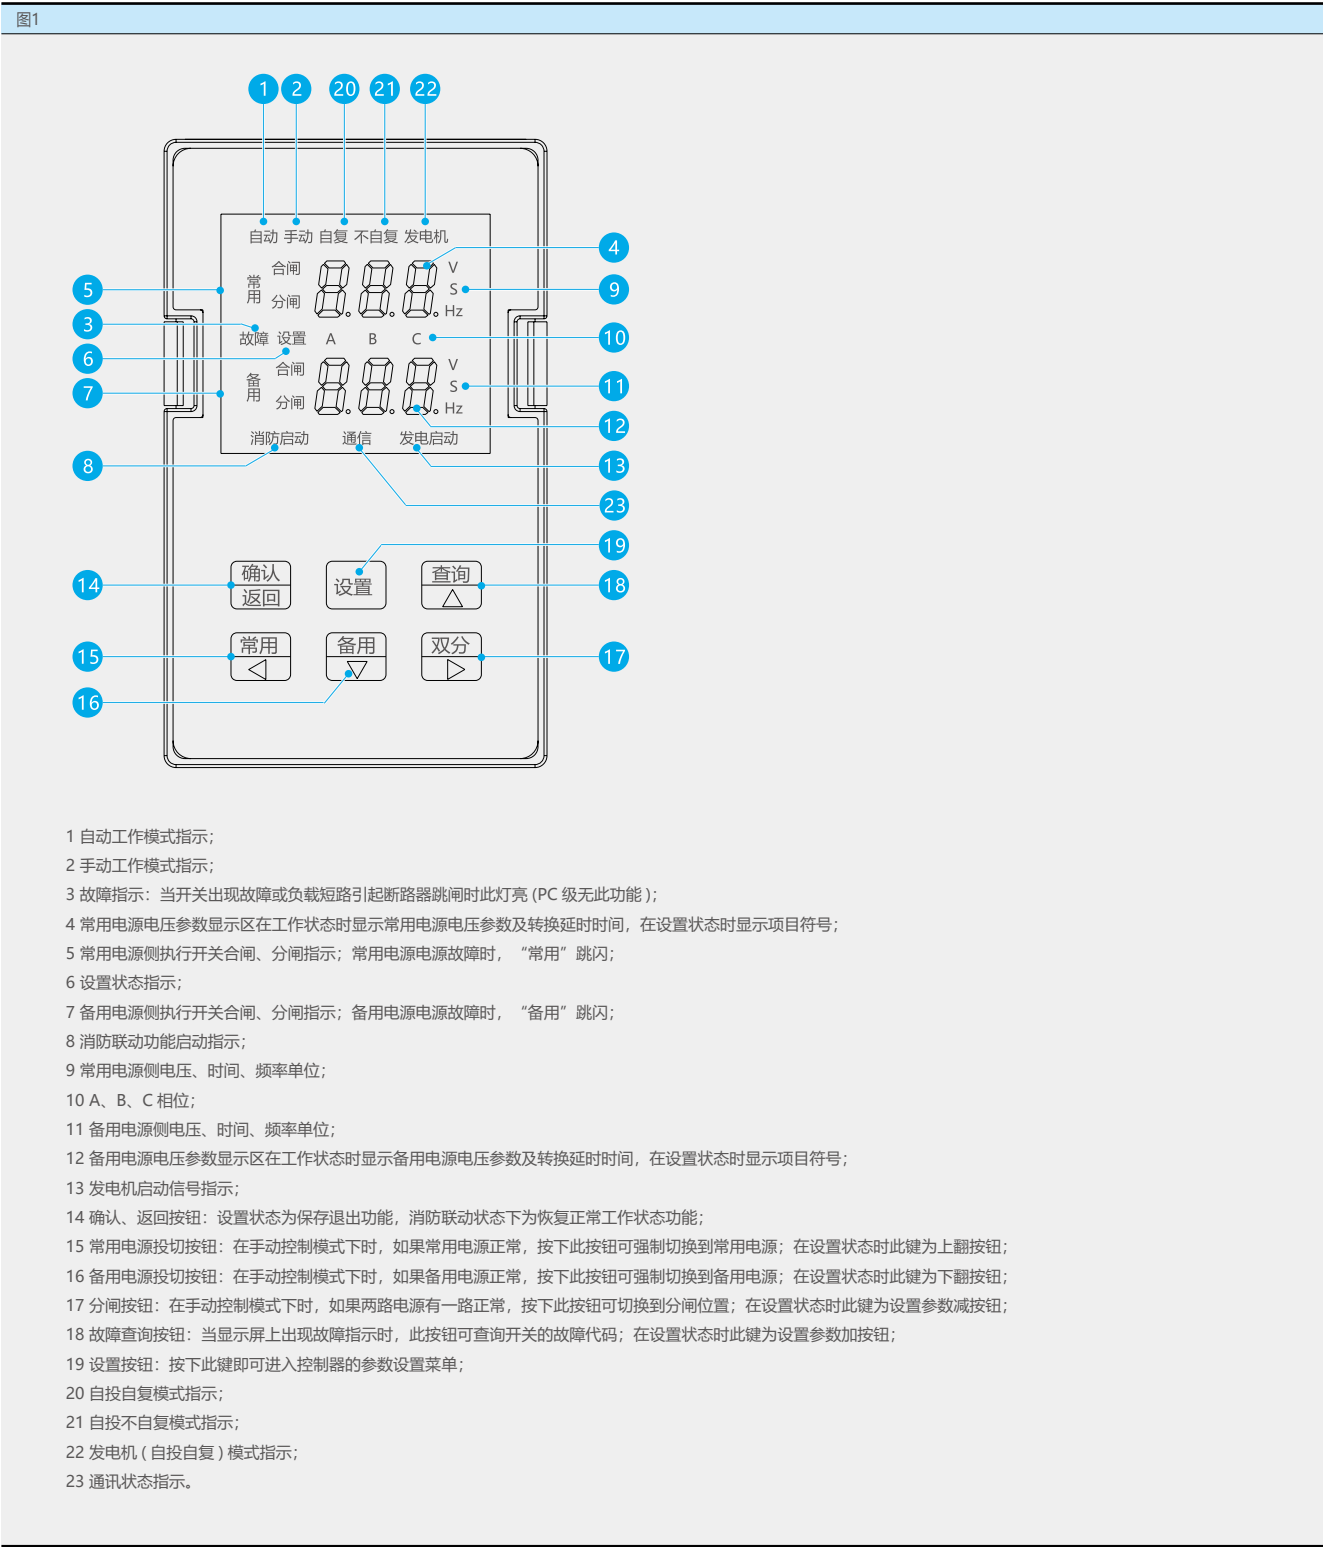 图1
1 2 20 21 22
自动 手动 自复 不自复 发电机
4
合闸 V
常用 S
5 9
分闸 Hz
3
故障 设置 A B C 10
6
合闸 V
备用 S 11
7
分闸 Hz
12
消防启动 通信 发电启动
8 13
23
19
确认 设置 查询
14 18
返回
常用 备用 双分
15 17
16
1 自动工作模式指示；
2 手动工作模式指示；
3 故障指示：当开关出现故障或负载短路引起断路器跳闸时此灯亮 (PC 级无此功能 )；
4 常用电源电压参数显示区在工作状态时显示常用电源电压参数及转换延时时间，在设置状态时显示项目符号；
5 常用电源侧执行开关合闸、分闸指示；常用电源电源故障时，“常用”跳闪；
6 设置状态指示；
7 备用电源侧执行开关合闸、分闸指示；备用电源电源故障时，“备用”跳闪；
8 消防联动功能启动指示；
9 常用电源侧电压、时间、频率单位；
10 A、B、C 相位；
11 备用电源侧电压、时间、频率单位；
12 备用电源电压参数显示区在工作状态时显示备用电源电压参数及转换延时时间，在设置状态时显示项目符号；
13 发电机启动信号指示；
14 确认、返回按钮：设置状态为保存退出功能，消防联动状态下为恢复正常工作状态功能；
15 常用电源投切按钮：在手动控制模式下时，如果常用电源正常，按下此按钮可强制切换到常用电源；在设置状态时此键为上翻按钮；
16 备用电源投切按钮：在手动控制模式下时，如果备用电源正常，按下此按钮可强制切换到备用电源；在设置状态时此键为下翻按钮；
17 分闸按钮：在手动控制模式下时，如果两路电源有一路正常，按下此按钮可切换到分闸位置；在设置状态时此键为设置参数减按钮；
18 故障查询按钮：当显示屏上出现故障指示时，此按钮可查询开关的故障代码；在设置状态时此键为设置参数加按钮；
19 设置按钮：按下此键即可进入控制器的参数设置菜单；
20 自投自复模式指示；
21 自投不自复模式指示；
22 发电机 ( 自投自复 ) 模式指示；
23 通讯状态指示。